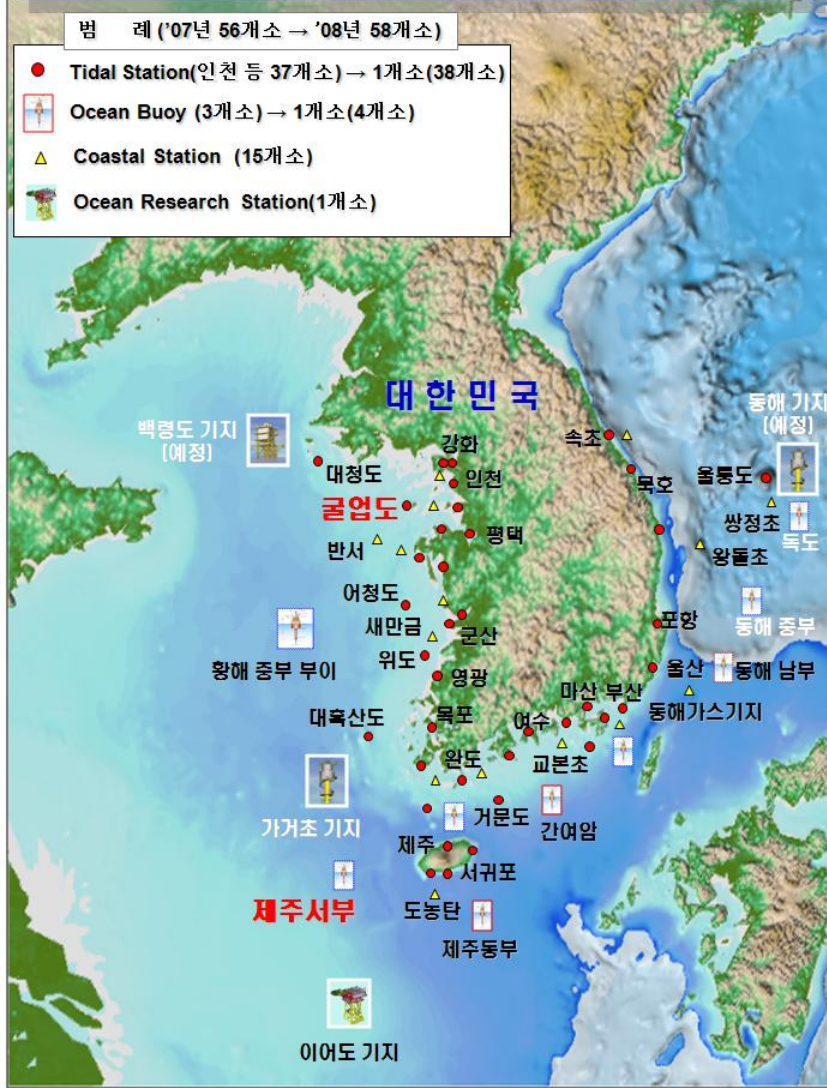 범 례 ('07년 56개소 → '08년 58개소)
Tidal Station(인천 등 37개소) → 1개소(38개소)
Ocean Buoy (3개소) → 1개소(4개소)
Coastal Station (15개소)
Ocean Research Station(1개소)
대한민국
백령도 기지
(예정)
대청도
강화
인천
굴업도
평택
반서
어청도
새만금
군산
위도
영광
황해 중부 부이
대흑산도
목포
완도
여수
마산
부산
교본초
속초
묵호
동해 기지
(예정)
울릉도
쌍정초
독도
왕돌초
동해 중부
포항
울산
동해 남부
동해가스기지
가거초 기지
거문도
간여암
제주
서귀포
제주서부
도농탄
제주동부
이어도 기지